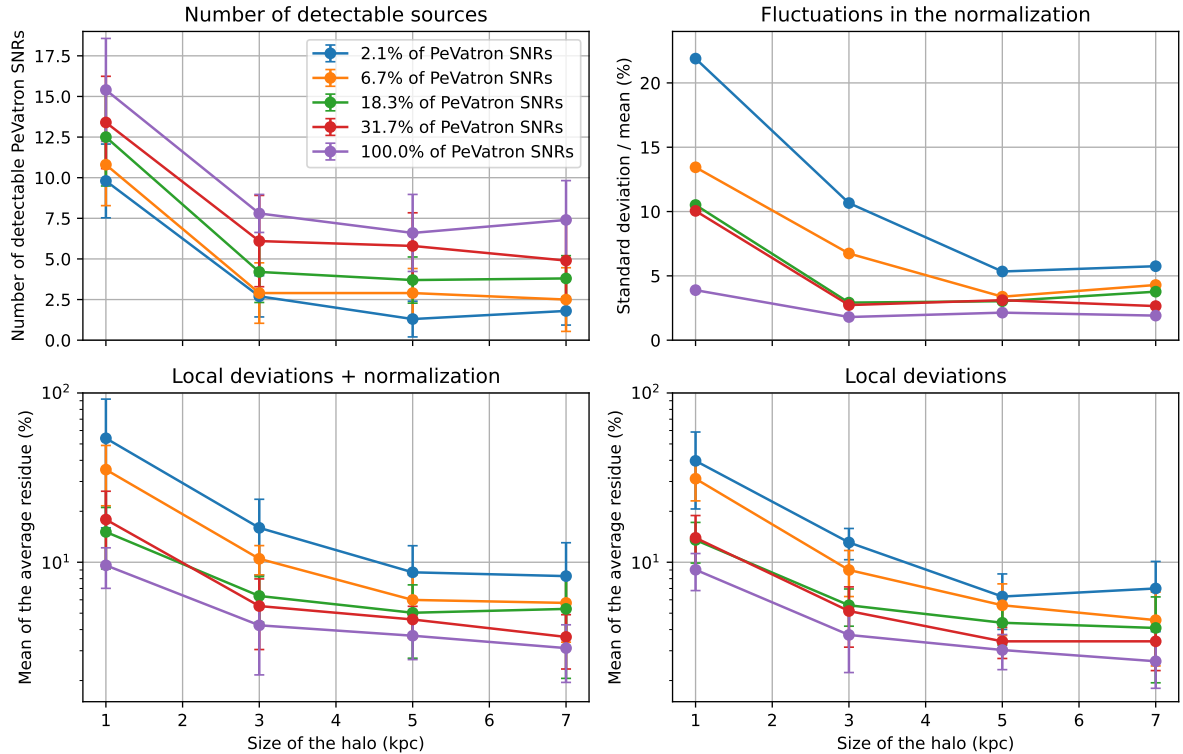 Number of detectable sources
Number of detectable PeVatron SNRs
17.5
15.0
12.5
10.0
7.5
5.0
2.5
0.0
2.1% of PeVatron SNRs
6.7% of PeVatron SNRs
18.3% of PeVatron SNRs
31.7% of PeVatron SNRs
100.0% of PeVatron SNRs
Fluctuations in the normalization
Standard deviation / mean (%)
20
15
10
5
0
Local deviations + normalization
Mean of the average residue (%)
10²
10¹
1 2 3 4 5 6 7
Size of the halo (kpc)
Local deviations
Mean of the average residue (%)
10²
10¹
1 2 3 4 5 6 7
Size of the halo (kpc)